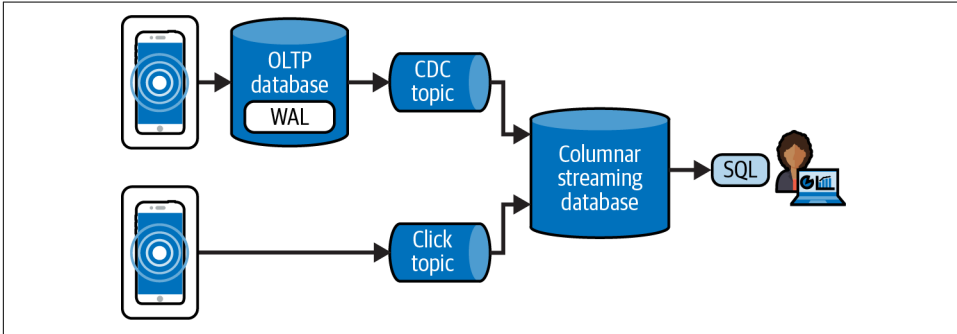 OLTP
database
WAL
CDC
topic
Click
topic
Columnar
streaming
database
SQL